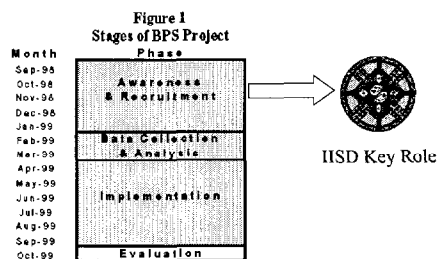 Figure 1
Stages of BPS Project
Month Phase
Sep-98
Oct-98 Awareness
Nov-98 & Recruitment
Dec-98
Jan-99
Feb-99 Data Collection
Mar-99 & Analysis
Apr-99
May-99
Jun-99 Implementation
Jul-99
Aug-99
Sep-99
Oct-99 Evaluation
IISD Key Role